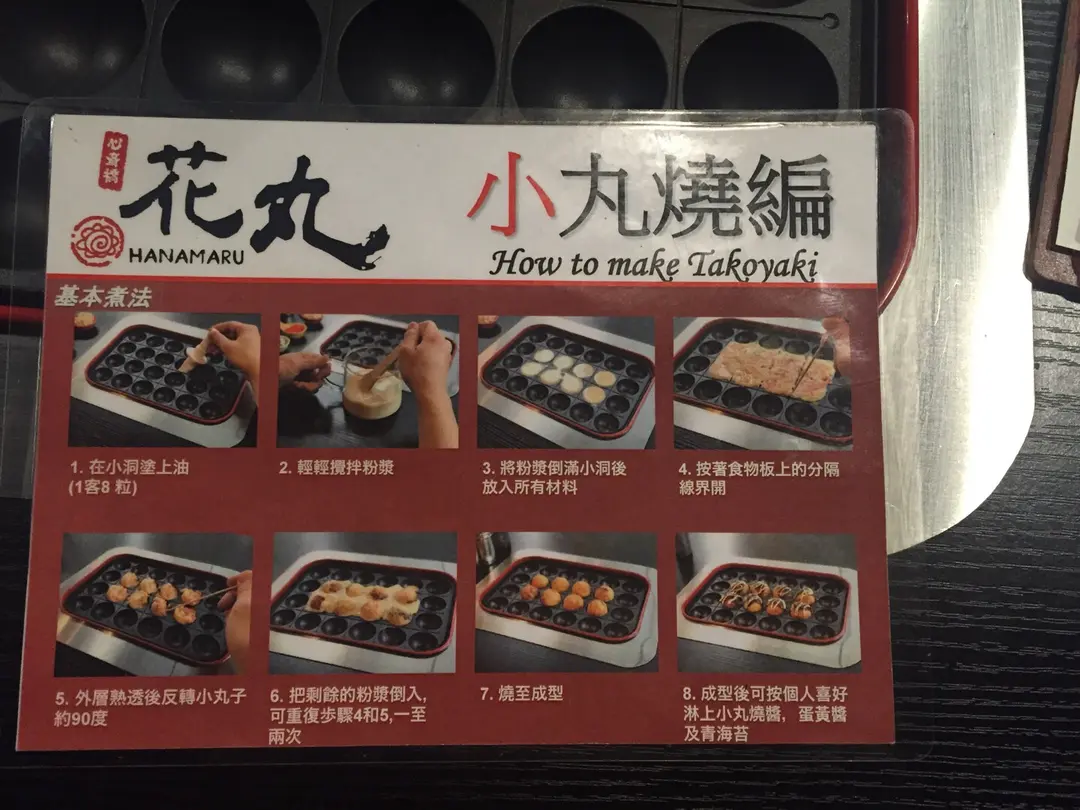 心斎橋
花丸
HANAMARU
小丸燒編
How to make Takoyaki
基本煮法
1. 在小洞塗上油
(1客8 粒)
2. 輕輕攪拌粉漿
3. 將粉漿倒滿小洞後
放入所有材料
4. 按著食物板上的分隔
線界開
5. 外層熟透後反轉小丸子
約90度
6. 把剩餘的粉漿倒入,
可重復步驟4和5,一至
兩次
7. 燒至成型
8. 成型後可按個人喜好
淋上小丸燒醬, 蛋黃醬
及青海苔